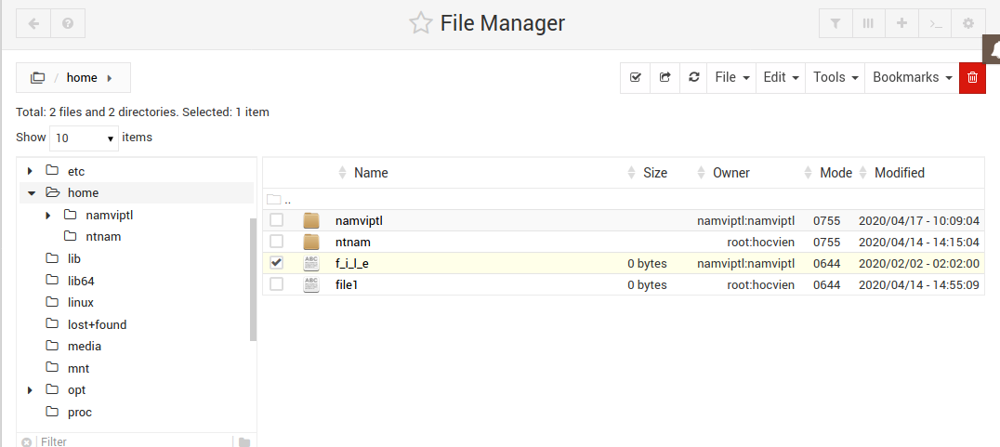 File Manager
/ home
File Edit Tools Bookmarks
Total: 2 files and 2 directories. Selected: 1 item
Show 10 items
etc
home
namviptl
ntnam
lib
lib64
linux
lost+found
media
mnt
opt
proc
Filter
Name Size Owner Mode Modified
..
namviptl namviptl:namviptl 0755 2020/04/17 - 10:09:04
ntnam root:hocvien 0755 2020/04/14 - 14:15:04
ABC f_i_l_e 0 bytes namviptl:namviptl 0644 2020/02/02 - 02:02:00
ABC file1 0 bytes root:hocvien 0644 2020/04/14 - 14:55:09